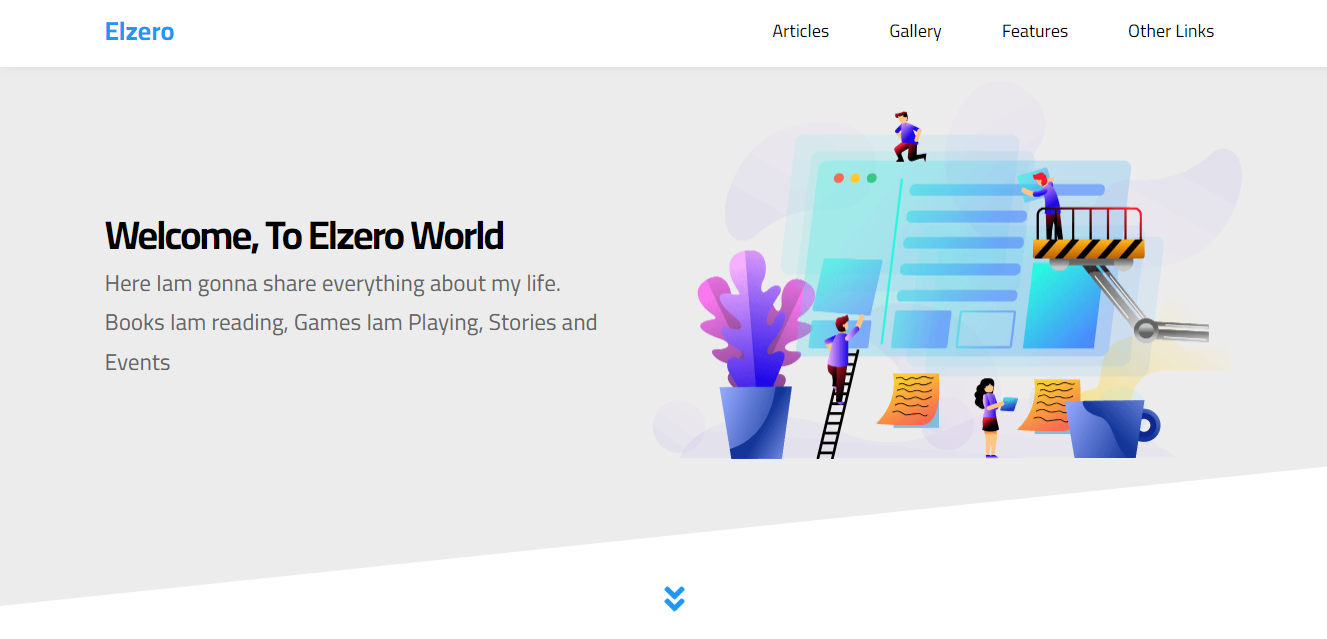 Elzero
Articles
Gallery
Features
Other Links
Welcome, To Elzero World
Here Iam gonna share everything about my life.
Books Iam reading, Games Iam Playing, Stories and
Events